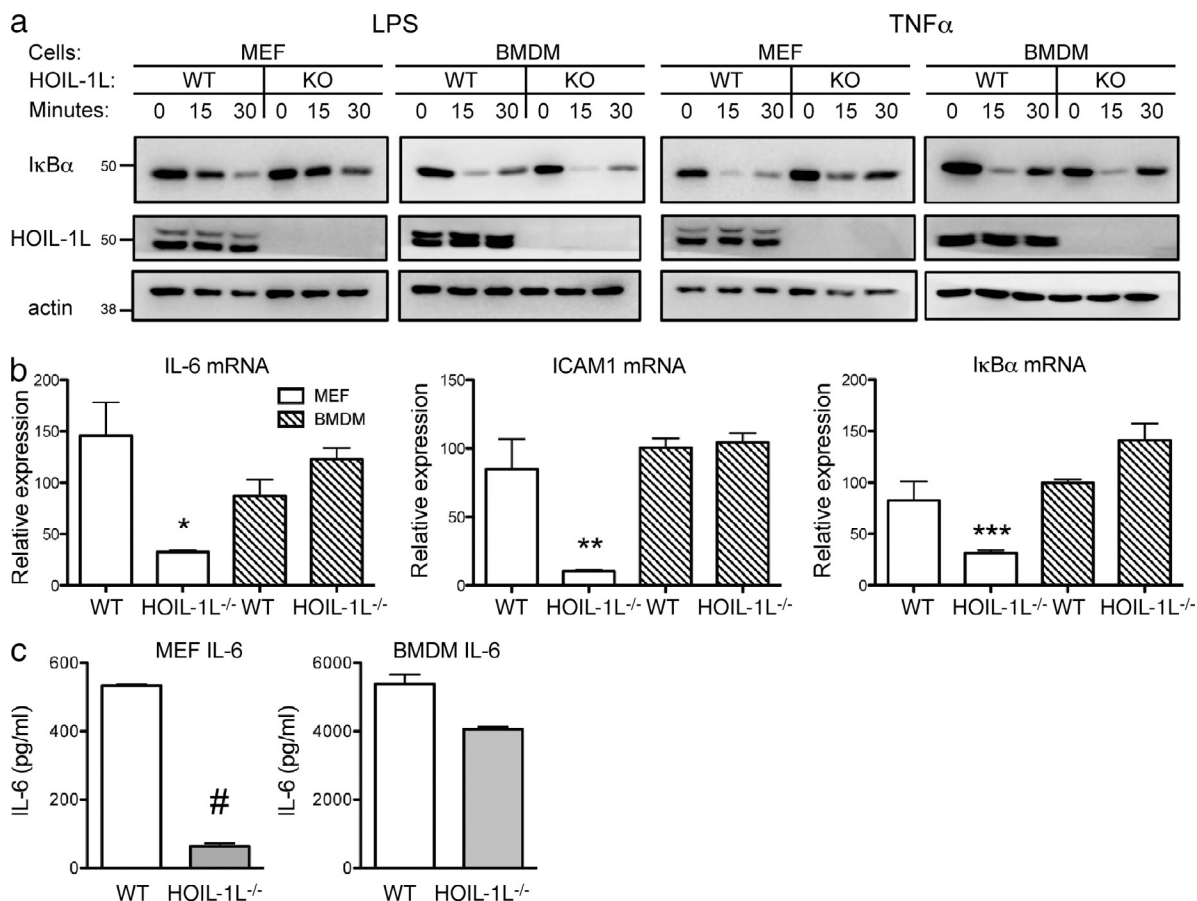 a
LPS TNFα
Cells: MEF BMDM MEF BMDM
HOIL-1L: WT KO WT KO WT KO WT KO
Minutes: 0 15 30 0 15 30 0 15 30 0 15 30 0 15 30 0 15 30 0 15 30 0 15 30
IκBα 50
HOIL-1L 50
actin 38
b
IL-6 mRNA ICAM1 mRNA IκBα mRNA
MEF
BMDM
Relative expression
200
150
100
50
0
*
WT HOIL-1L-/- WT HOIL-1L-/-
Relative expression
150
100
50
0
**
WT HOIL-1L-/- WT HOIL-1L-/-
Relative expression
200
150
100
50
0
***
WT HOIL-1L-/- WT HOIL-1L-/-
c
MEF IL-6 BMDM IL-6
IL-6 (pg/ml)
600
400
200
0
#
WT HOIL-1L-/-
IL-6 (pg/ml)
6000
4000
2000
0
WT HOIL-1L-/-